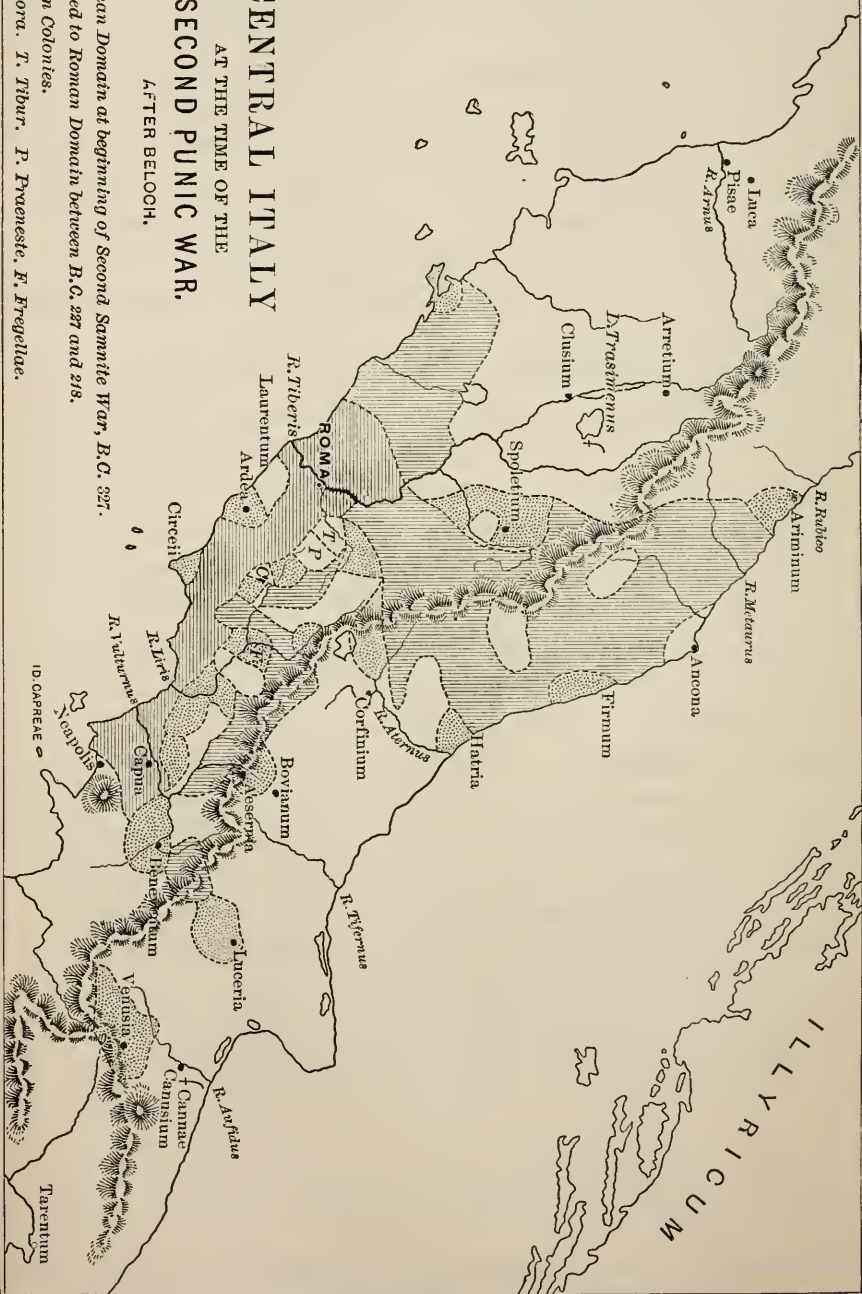 ENTRAL ITALY
AT THE TIME OF THE
SECOND PUNIC WAR.
AFTER BELOCH.
an Domain at beginning of Second Samnite War, B.C. 327.
ed to Roman Domain between B.C. 227 and 218.
n Colonies.
ora. T. Tibur. P. Praeneste. F. Fregellae.
ILLYRICUM
Luca
Pisae
R. Arnus
Arretium
L. Trasimenus
Clusium
R. Rubico
Ariminum
R. Metaurus
Ancona
Spoletium
Firmum
Hatria
R. Aternus
Corfinium
R. Tiberis
ROMA
Laurentum
Ardea
T
P
Circeii
R. Liris
R. Vulturnus
Bovianum
Aesernia
Capua
Neapolis
ID. CAPREAE
Beneventum
R. Tifernus
Luceria
Venusia
Cannae
Canusium
R. Aufidus
Tarentum